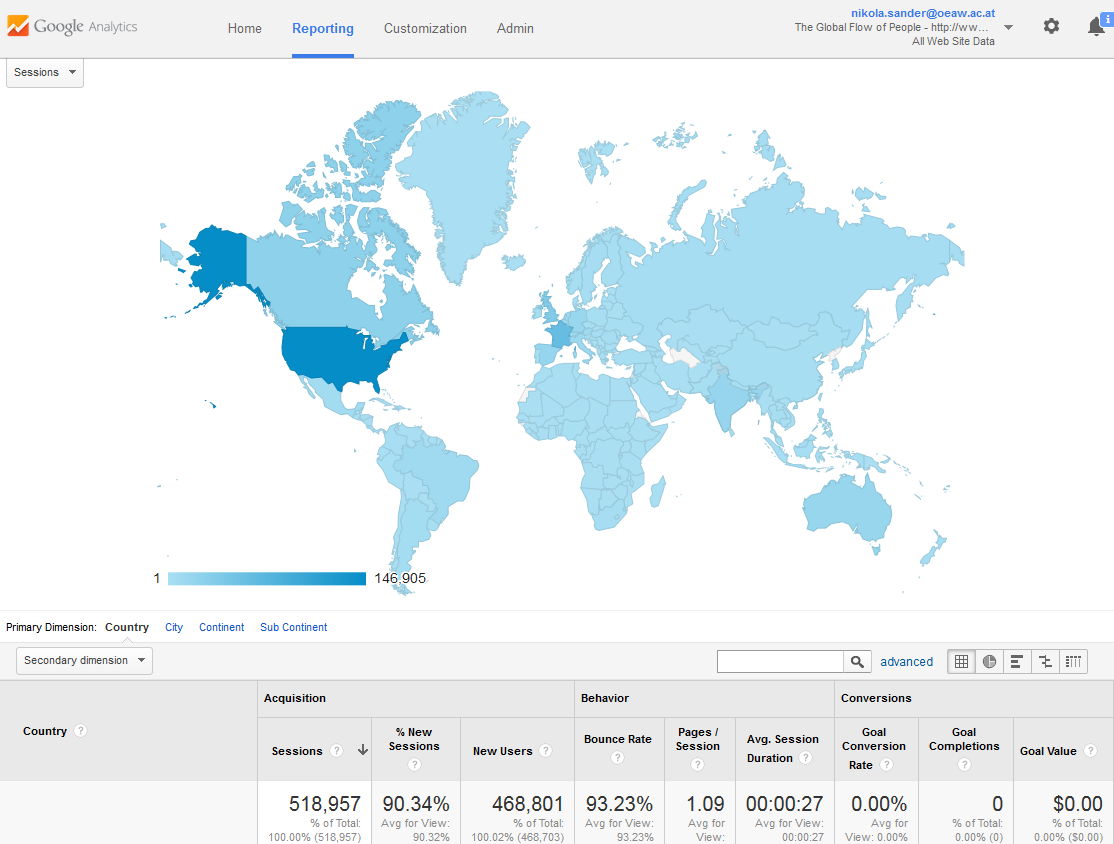 Google Analytics
Home
Reporting
Customization
Admin
nikola.sander@oeaw.ac.at
The Global Flow of People - http://ww...
All Web Site Data
i
Sessions
1
146,905
Primary Dimension:
Country
City
Continent
Sub Continent
Secondary dimension
advanced
Country ?
Acquisition
Behavior
Conversions
Sessions ?
% New
Sessions
?
New Users ?
Bounce Rate
?
Pages /
Session
?
Avg. Session
Duration ?
Goal
Conversion
Rate ?
Goal
Completions
?
Goal Value ?
518,957
% of Total:
100.00% (518,957)
90.34%
Avg for View:
90.32%
468,801
% of Total:
100.02% (468,703)
93.23%
Avg for View:
93.23%
1.09
Avg for
View:
00:00:27
Avg for View:
00:00:27
0.00%
Avg for
View: 0.00%
0
% of Total:
0.00% (0)
$0.00
% of Total:
0.00% ($0.00)